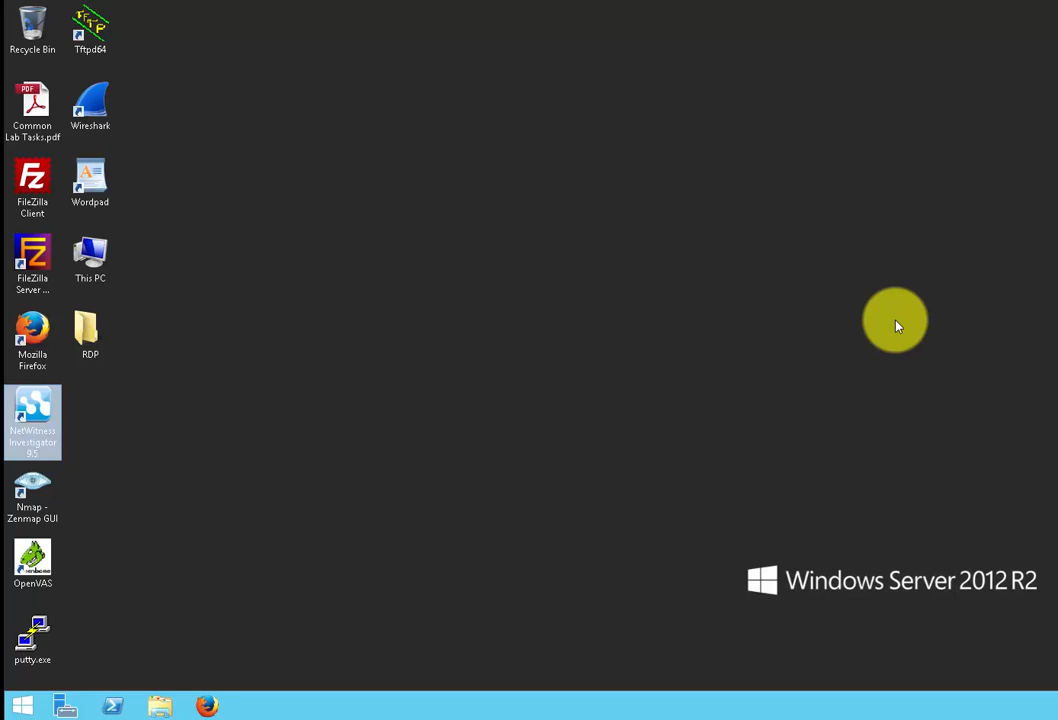 Recycle Bin
Tftpd64
Common
Lab Tasks.pdf
Wireshark
FileZilla
Client
Wordpad
FileZilla
Server ...
This PC
Mozilla
Firefox
RDP
NetWitness
Investigator
9.5
Nmap -
Zenmap GUI
OpenVAS
putty.exe
Windows Server 2012 R2